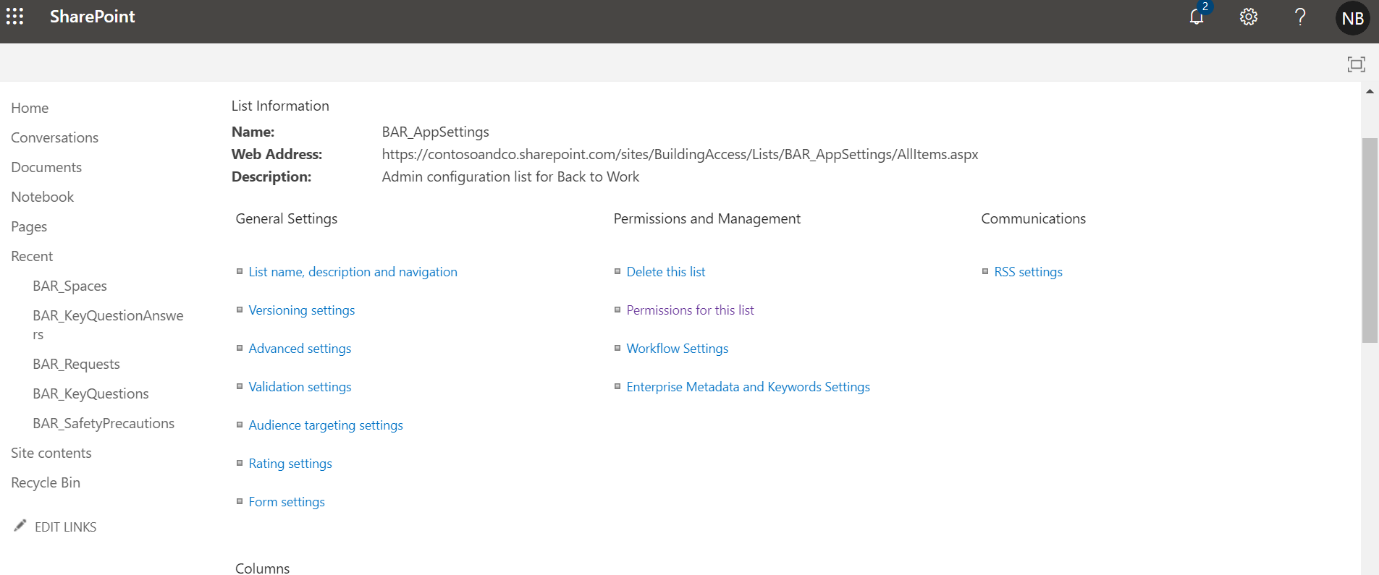 SharePoint
2
NB
Home
Conversations
Documents
Notebook
Pages
Recent
BAR_Spaces
BAR_KeyQuestionAnswe
rs
BAR_Requests
BAR_KeyQuestions
BAR_SafetyPrecautions
Site contents
Recycle Bin
EDIT LINKS
List Information
Name: BAR_AppSettings
Web Address: https://contosoandco.sharepoint.com/sites/BuildingAccess/Lists/BAR_AppSettings/AllItems.aspx
Description: Admin configuration list for Back to Work
General Settings
List name, description and navigation
Versioning settings
Advanced settings
Validation settings
Audience targeting settings
Rating settings
Form settings
Permissions and Management
Delete this list
Permissions for this list
Workflow Settings
Enterprise Metadata and Keywords Settings
Communications
RSS settings
Columns